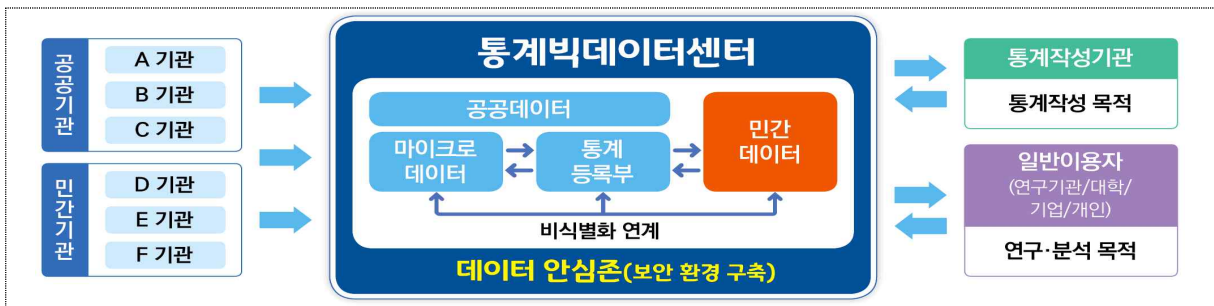 공공기관
A 기관
B 기관
C 기관
민간기관
D 기관
E 기관
F 기관
통계빅데이터센터
공공데이터
마이크로
데이터
통계
등록부
민간
데이터
비식별화 연계
데이터 안심존(보안 환경 구축)
통계작성기관
통계작성 목적
일반이용자
(연구기관/대학/
기업/개인)
연구·분석 목적